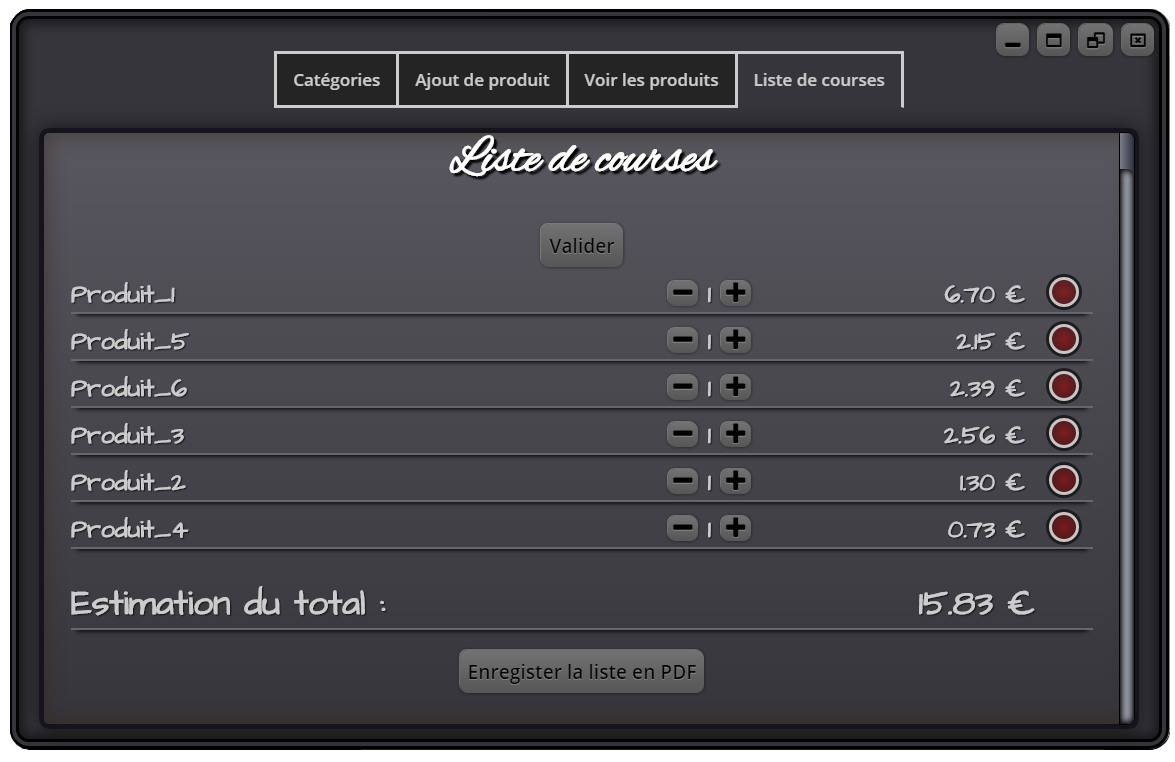 Catégories Ajout de produit Voir les produits Liste de courses
Liste de courses
Valider
Produit_1 1 6.70 €
Produit_5 1 2.15 €
Produit_6 1 2.39 €
Produit_3 1 2.56 €
Produit_2 1 1.30 €
Produit_4 1 0.73 €
Estimation du total : 15.83 €
Enregister la liste en PDF